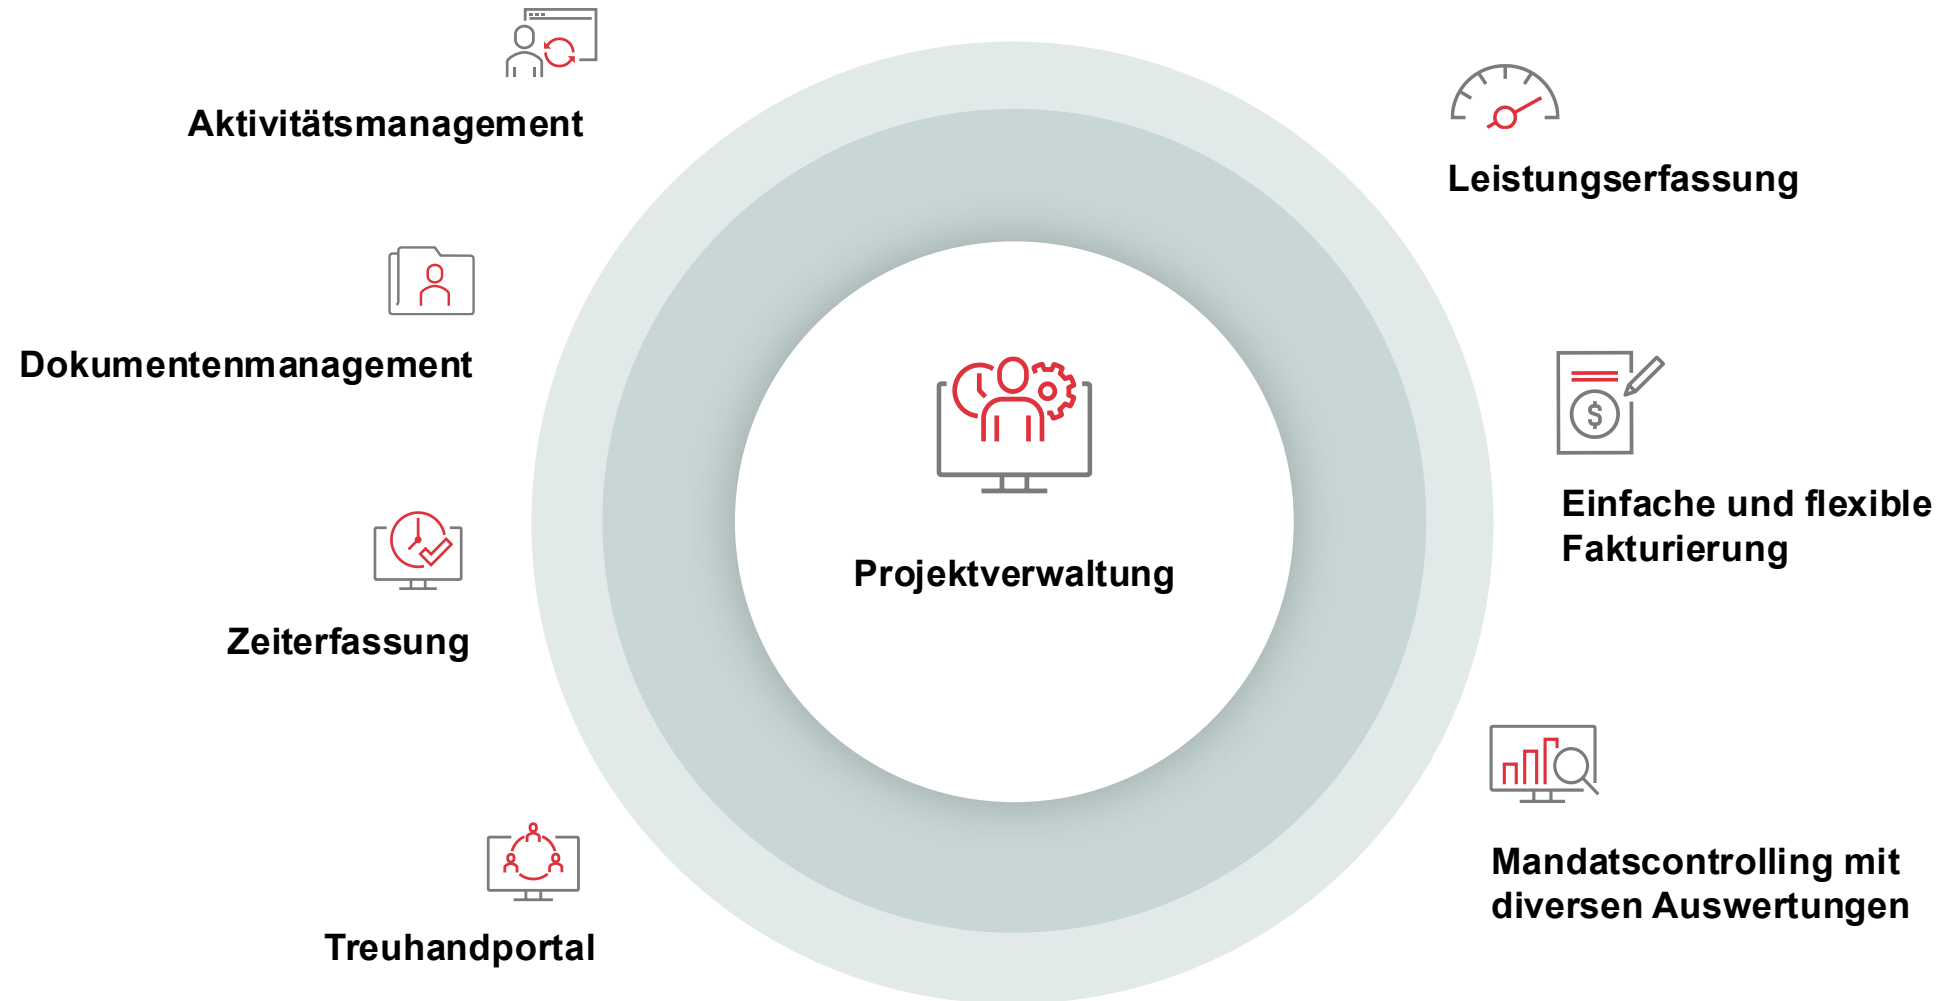 Aktivitätsmanagement
Dokumentenmanagement
Zeiterfassung
Treuhandportal
Projektverwaltung
Leistungserfassung
$
Einfache und flexible
Fakturierung
Mandatscontrolling mit
diversen Auswertungen